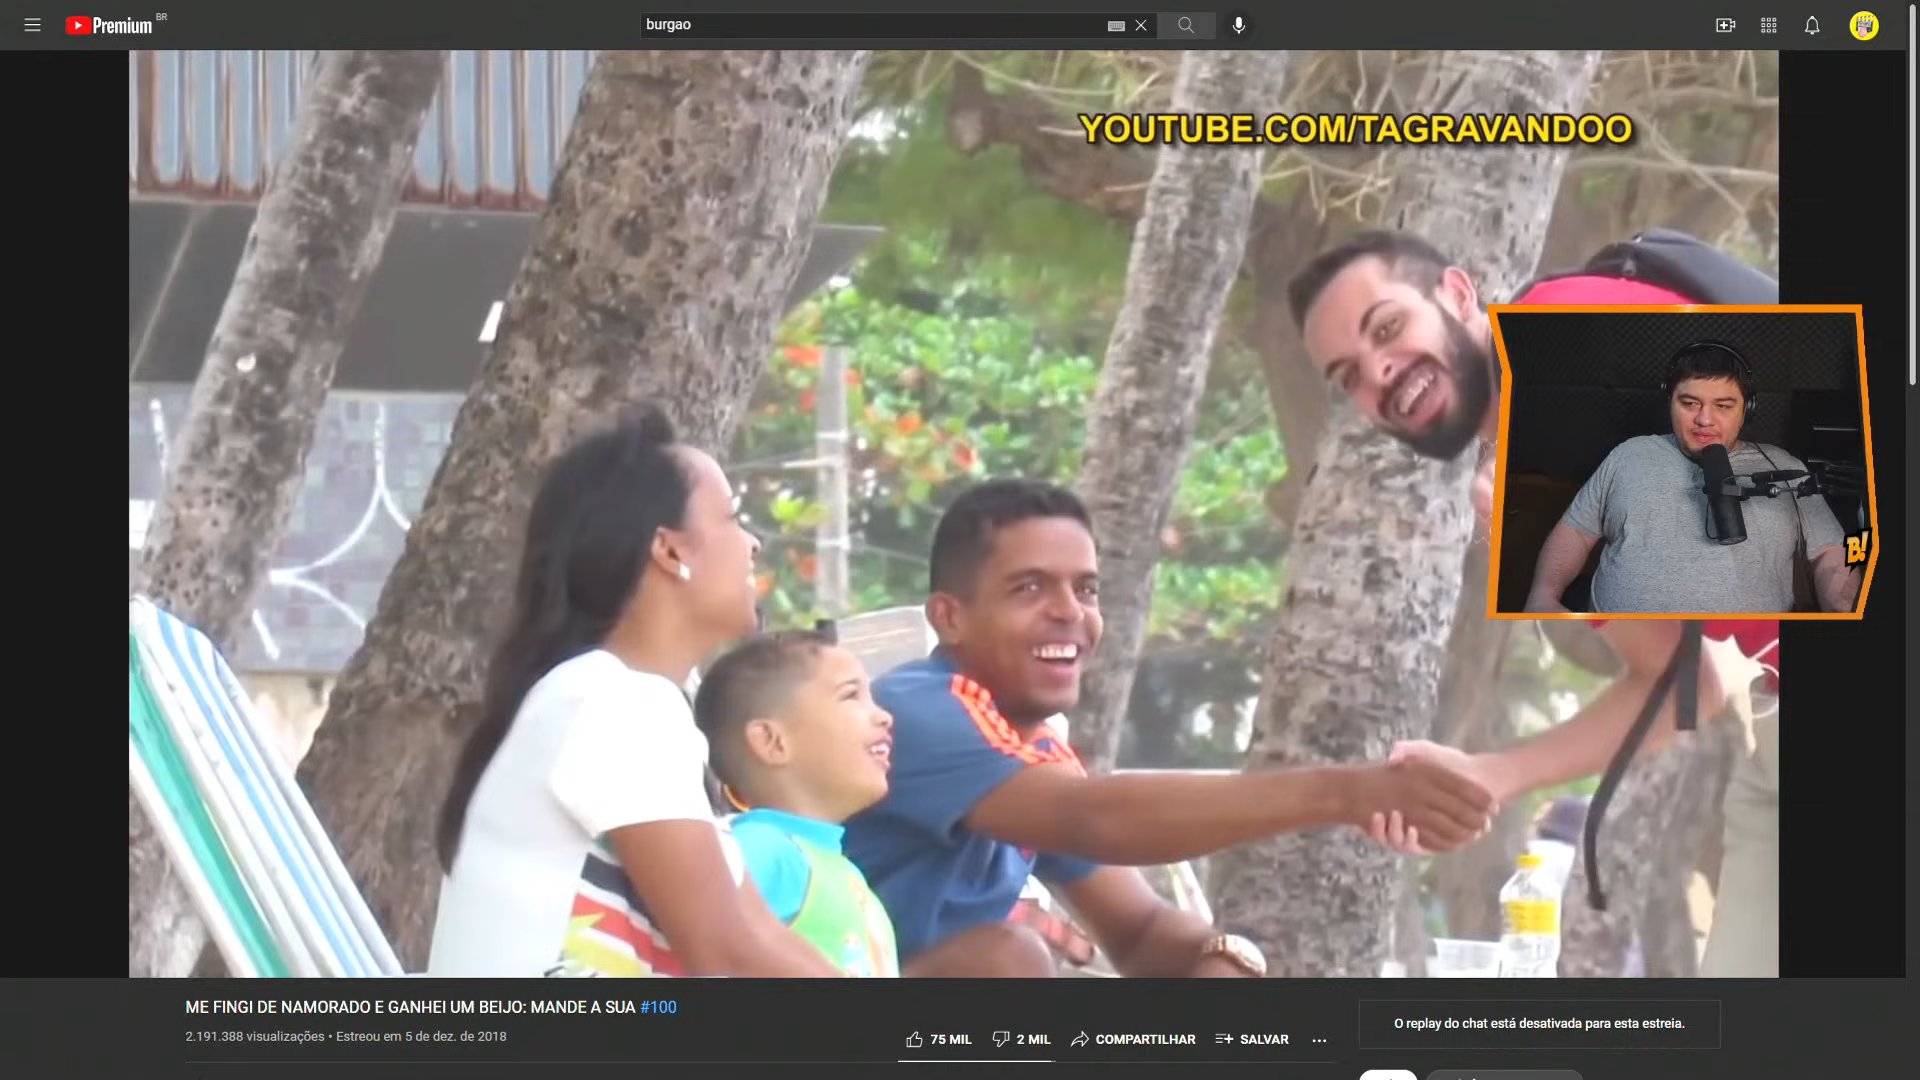 Premium BR
burgao
YOUTUBE.COM/TAGRAVANDOO
B!
ME FINGI DE NAMORADO E GANHEI UM BEIJO: MANDE A SUA #100
2.191.388 visualizações • Estreou em 5 de dez. de 2018
75 MIL
2 MIL
COMPARTILHAR
SALVAR
O replay do chat está desativada para esta estreia.